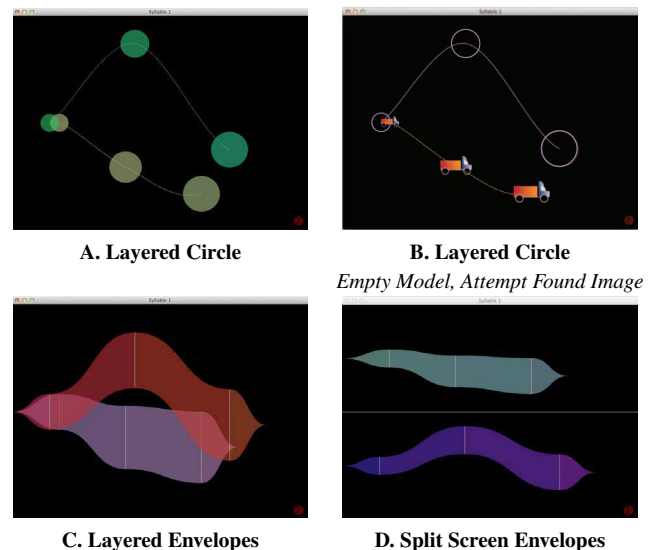 Syllable 1
Syllable 1
A. Layered Circle
B. Layered Circle
Empty Model, Attempt Found Image
Syllable 1
Syllable 1
C. Layered Envelopes
D. Split Screen Envelopes